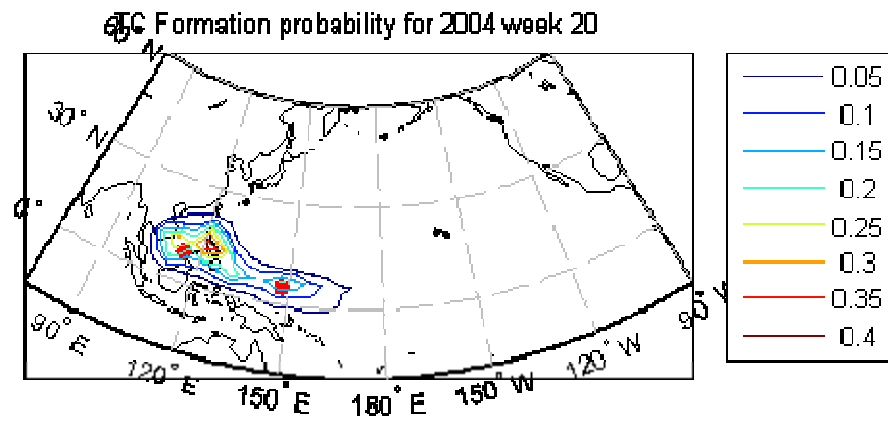 TC Formation probability for 2004 week 20
60° N
30° N
0°
90° E
120° E
150° E
180° E
150° W
120° W
90° W
0.05
0.1
0.15
0.2
0.25
0.3
0.35
0.4